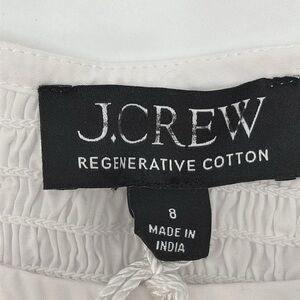 J.CREW
REGENERATIVE COTTON
8
MADE IN
INDIA